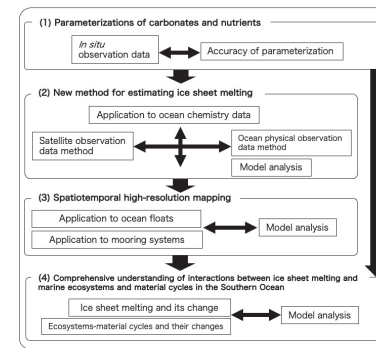 (1) Parameterizations of carbonates and nutrients
In situ
observation data
Accuracy of parameterization
(2) New method for estimating ice sheet melting
Application to ocean chemistry data
Satellite observation
data method
Ocean physical observation
data method
Model analysis
(3) Spatiotemporal high-resolution mapping
Application to ocean floats
Application to mooring systems
Model analysis
(4) Comprehensive understanding of interactions between ice sheet melting and
marine ecosystems and material cycles in the Southern Ocean
Ice sheet melting and its change
Ecosystems-material cycles and their changes
Model analysis